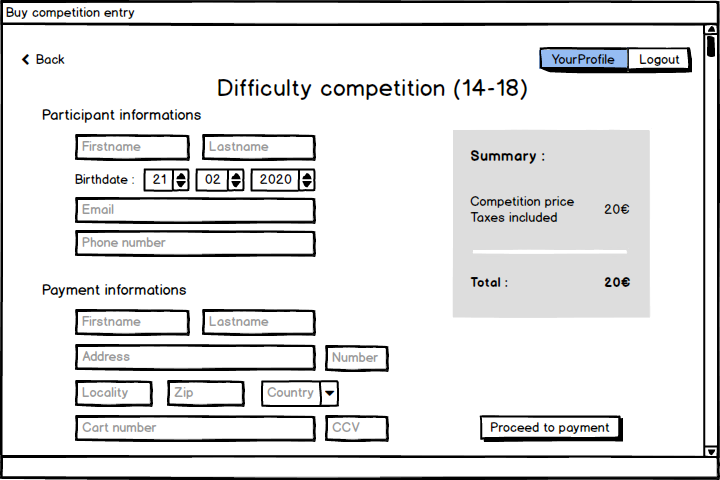 Buy competition entry
Back
YourProfile Logout
Difficulty competition (14-18)
Participant informations
Firstname Lastname
Birthdate : 21 02 2020
Email
Phone number
Summary :
Competition price
Taxes included 20€
Total : 20€
Payment informations
Firstname Lastname
Address Number
Locality Zip Country
Cart number CCV
Proceed to payment